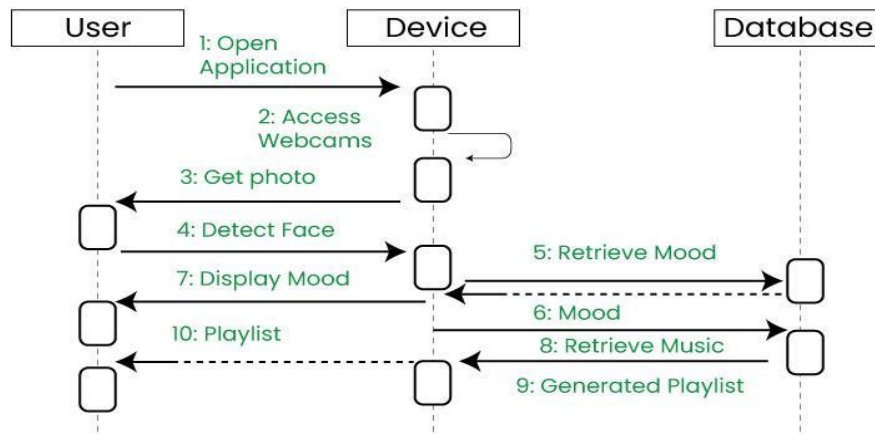 User
Device
Database
1: Open
Application
2: Access
Webcams
3: Get photo
4: Detect Face
5: Retrieve Mood
7: Display Mood
6: Mood
10: Playlist
8: Retrieve Music
9: Generated Playlist